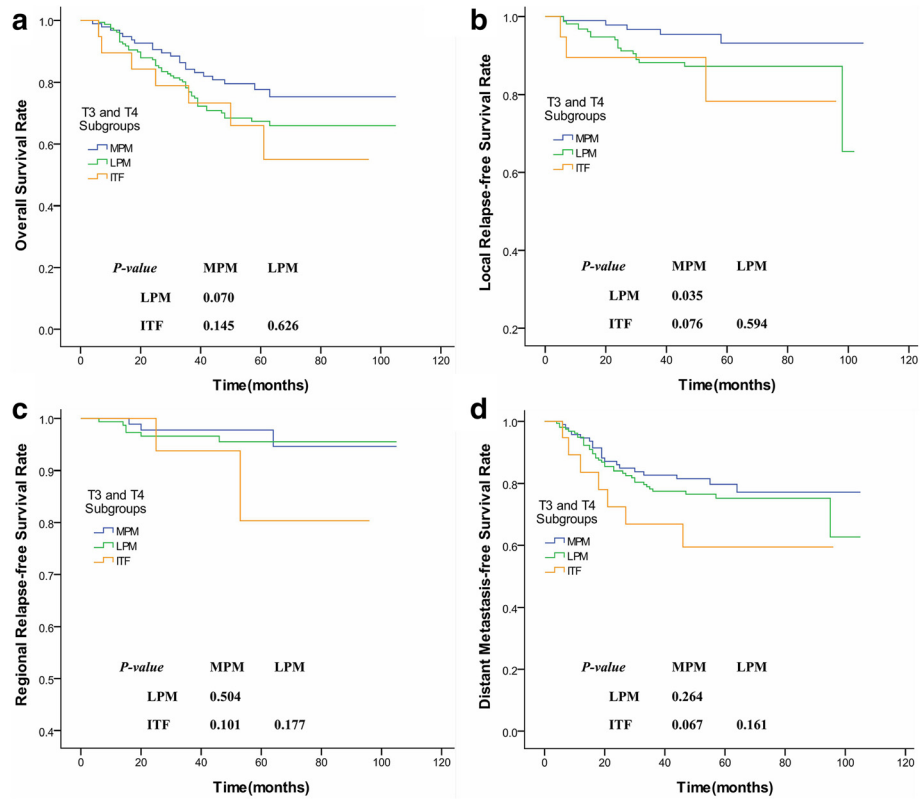 a
Overall Survival Rate
1.0
0.8
0.6
0.4
0.2
0.0
T3 and T4
Subgroups
MPM
LPM
ITF
P-value MPM LPM
LPM 0.070
ITF 0.145 0.626
0 20 40 60 80 100 120
Time(months)
b
Local Relapse-free Survival Rate
1.0
0.8
0.6
0.4
0.2
T3 and T4
Subgroups
MPM
LPM
ITF
P-value MPM LPM
LPM 0.035
ITF 0.076 0.594
0 20 40 60 80 100 120
Time(months)
c
Regional Relapse-free Survival Rate
1.0
0.9
0.8
0.7
0.6
0.5
0.4
T3 and T4
Subgroups
MPM
LPM
ITF
P-value MPM LPM
LPM 0.504
ITF 0.101 0.177
0 20 40 60 80 100 120
Time(months)
d
Distant Metastasis-free Survival Rate
1.0
0.8
0.6
0.4
0.2
0.0
T3 and T4
Subgroups
MPM
LPM
ITF
P-value MPM LPM
LPM 0.264
ITF 0.067 0.161
0 20 40 60 80 100 120
Time(months)